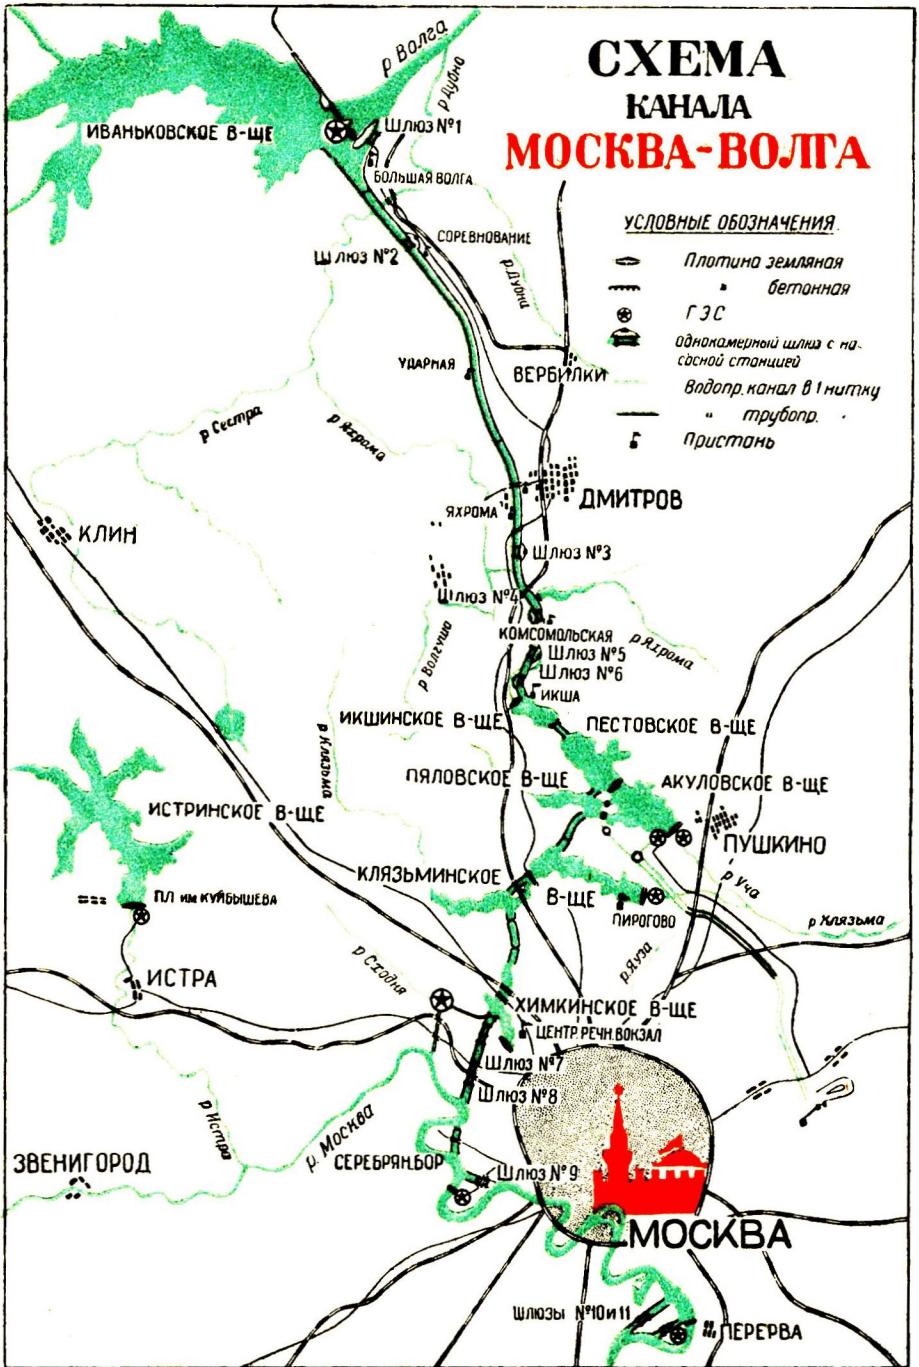 СХЕМА
КАНАЛА
МОСКВА-ВОЛГА
УСЛОВНЫЕ ОБОЗНАЧЕНИЯ.
Плотина земляная
" бетонная
ГЭС
однокамерный шлюз с на-
сосной станцией
Водопр. канал в 1 нитку
" трубопр. "
Пристань
р Волга
р Дубна
ИВАНЬКОВСКОЕ В-ЩЕ
Шлюз №1
БОЛЬШАЯ ВОЛГА
СОРЕВНОВАНИЕ
Шлюз №2
р Дубна
УДАРНАЯ
ВЕРБИЛКИ
р Сестра
р Яхрома
ДМИТРОВ
ЯХРОМА
КЛИН
Шлюз №3
Шлюз №4
КОМСОМОЛЬСКАЯ
р Яхрома
Шлюз №5
Шлюз №6
р Волгуша
ИКША
ИКШИНСКОЕ В-ЩЕ
ПЕСТОВСКОЕ В-ЩЕ
р Клязьма
ПЯЛОВСКОЕ В-ЩЕ
АКУЛОВСКОЕ В-ЩЕ
ИСТРИНСКОЕ В-ЩЕ
ПУШКИНО
КЛЯЗЬМИНСКОЕ
В-ЩЕ
р Уча
ПЛ им КУЙБЫШЕВА
ПИРОГОВО
р Клязьма
р Яуза
р Сходня
ИСТРА
ХИМКИНСКОЕ В-ЩЕ
ЦЕНТР. РЕЧН. ВОКЗАЛ
Шлюз №7
Шлюз №8
р Истра
р. Москва
СЕРЕБРЯН.БОР
ЗВЕНИГОРОД
Шлюз №9
МОСКВА
ШЛЮЗЫ №10 и 11
ПЕРЕРВА